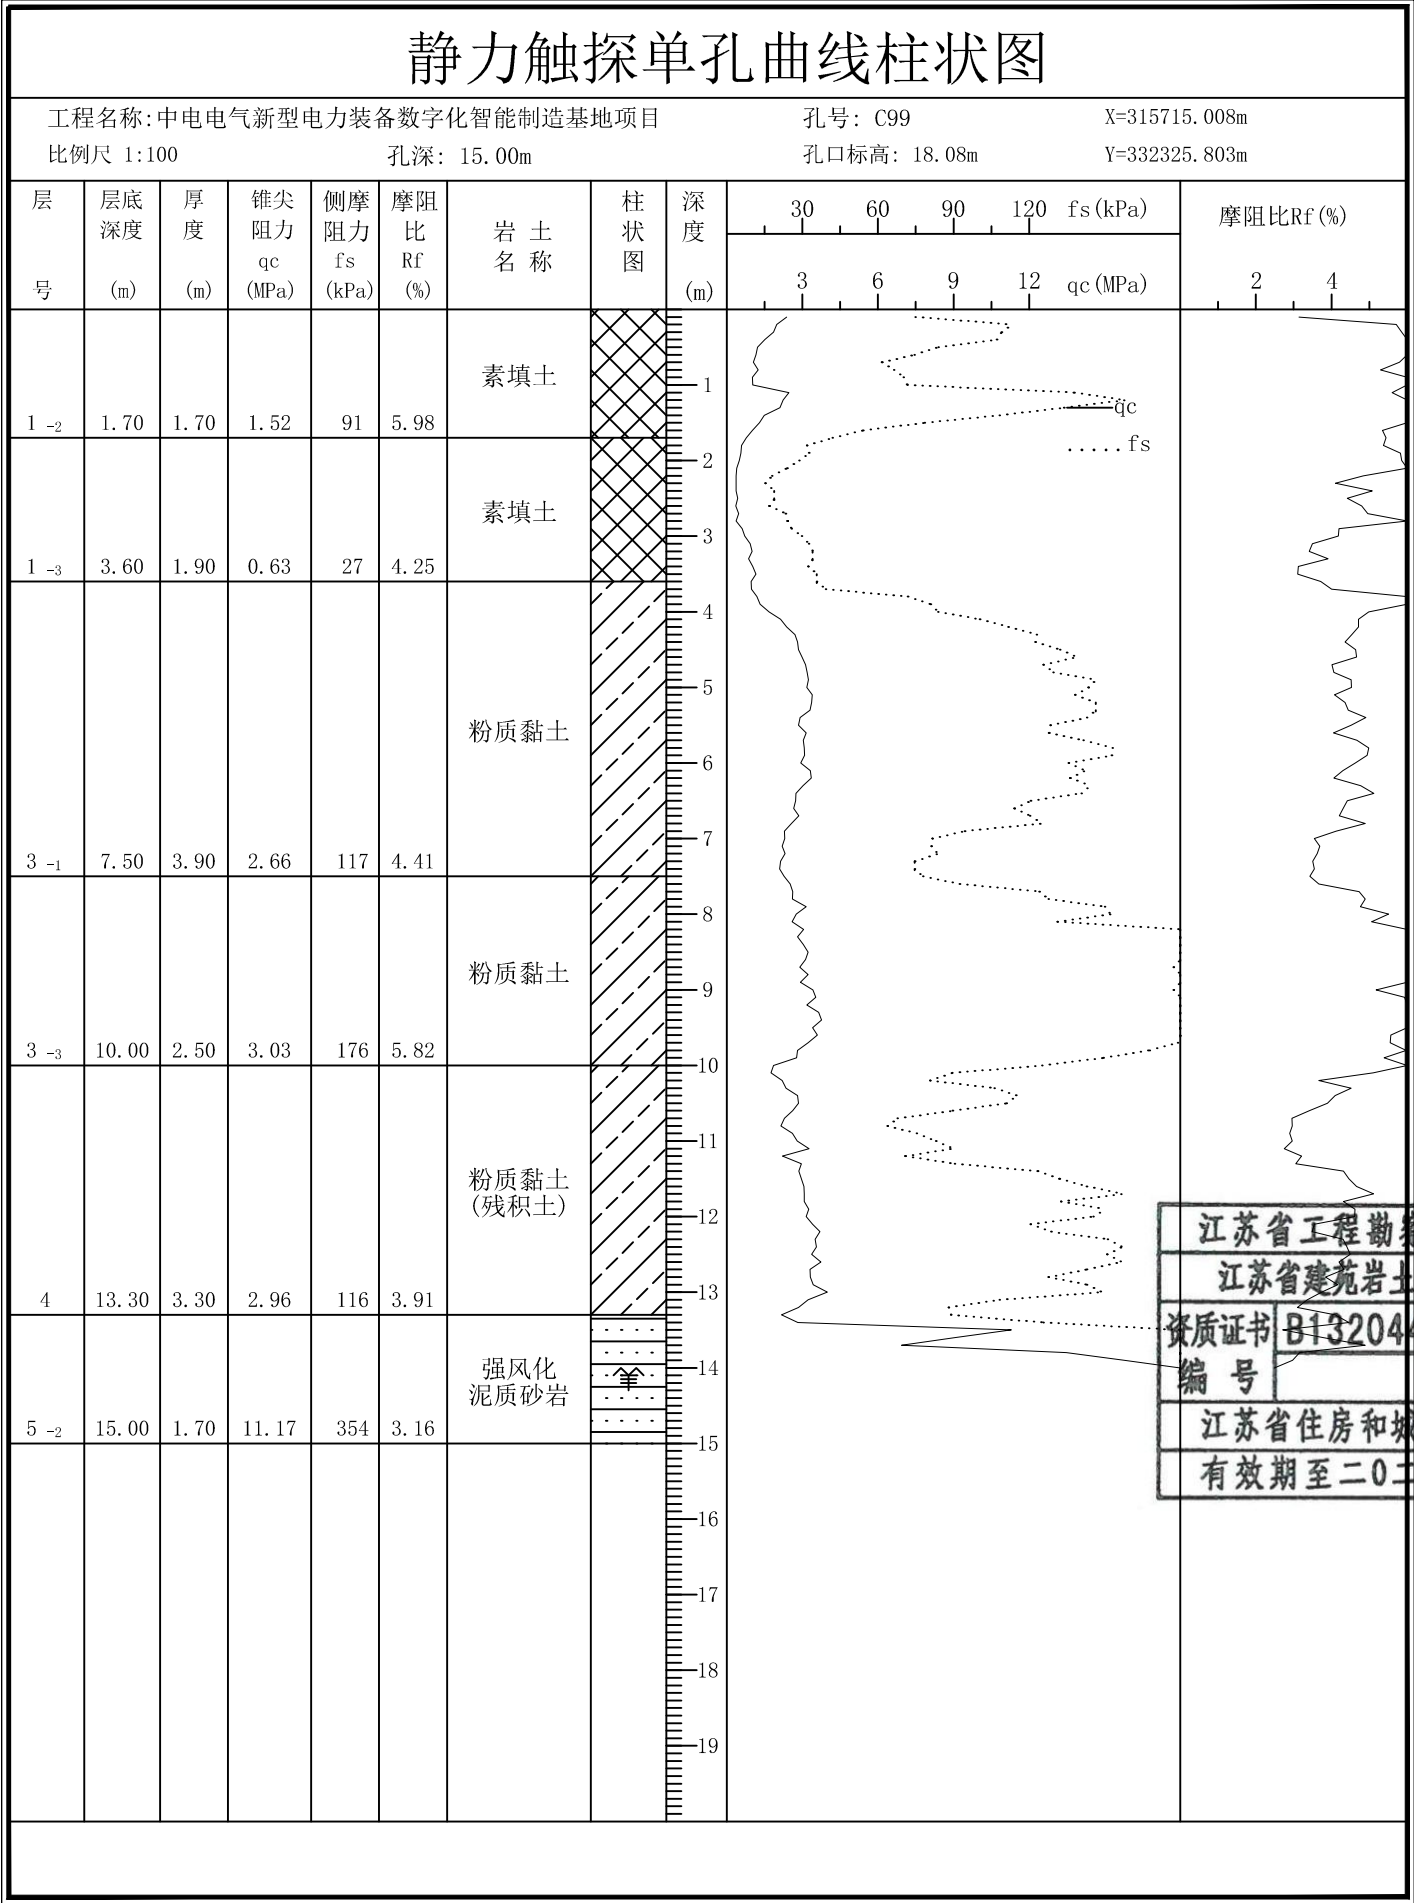 静力触探单孔曲线柱状图
工程名称:中电电气新型电力装备数字化智能制造基地项目 孔号: C99 X=315715.008m
比例尺 1:100 孔深: 15.00m 孔口标高: 18.08m Y=332325.803m
层号 层底深度(m) 厚度(m) 锥尖阻力qc(MPa) 侧摩阻力fs(kPa) 摩阻比Rf(%) 岩土名称 柱状图 深度(m)
30 60 90 120 fs(kPa)
3 6 9 12 qc(MPa)
摩阻比Rf(%)
2 4
素填土
1 -2 1.70 1.70 1.52 91 5.98
素填土
1 -3 3.60 1.90 0.63 27 4.25
粉质黏土
3 -1 7.50 3.90 2.66 117 4.41
粉质黏土
3 -3 10.00 2.50 3.03 176 5.82
粉质黏土
(残积土)
4 13.30 3.30 2.96 116 3.91
强风化
泥质砂岩
5 -2 15.00 1.70 11.17 354 3.16
1
2
3
4
5
6
7
8
9
10
11
12
13
14
15
16
17
18
19
qc
fs
江苏省工程勘
江苏省建苑岩土
资质证书 B132044
编号
江苏省住房和城
有效期至二0二